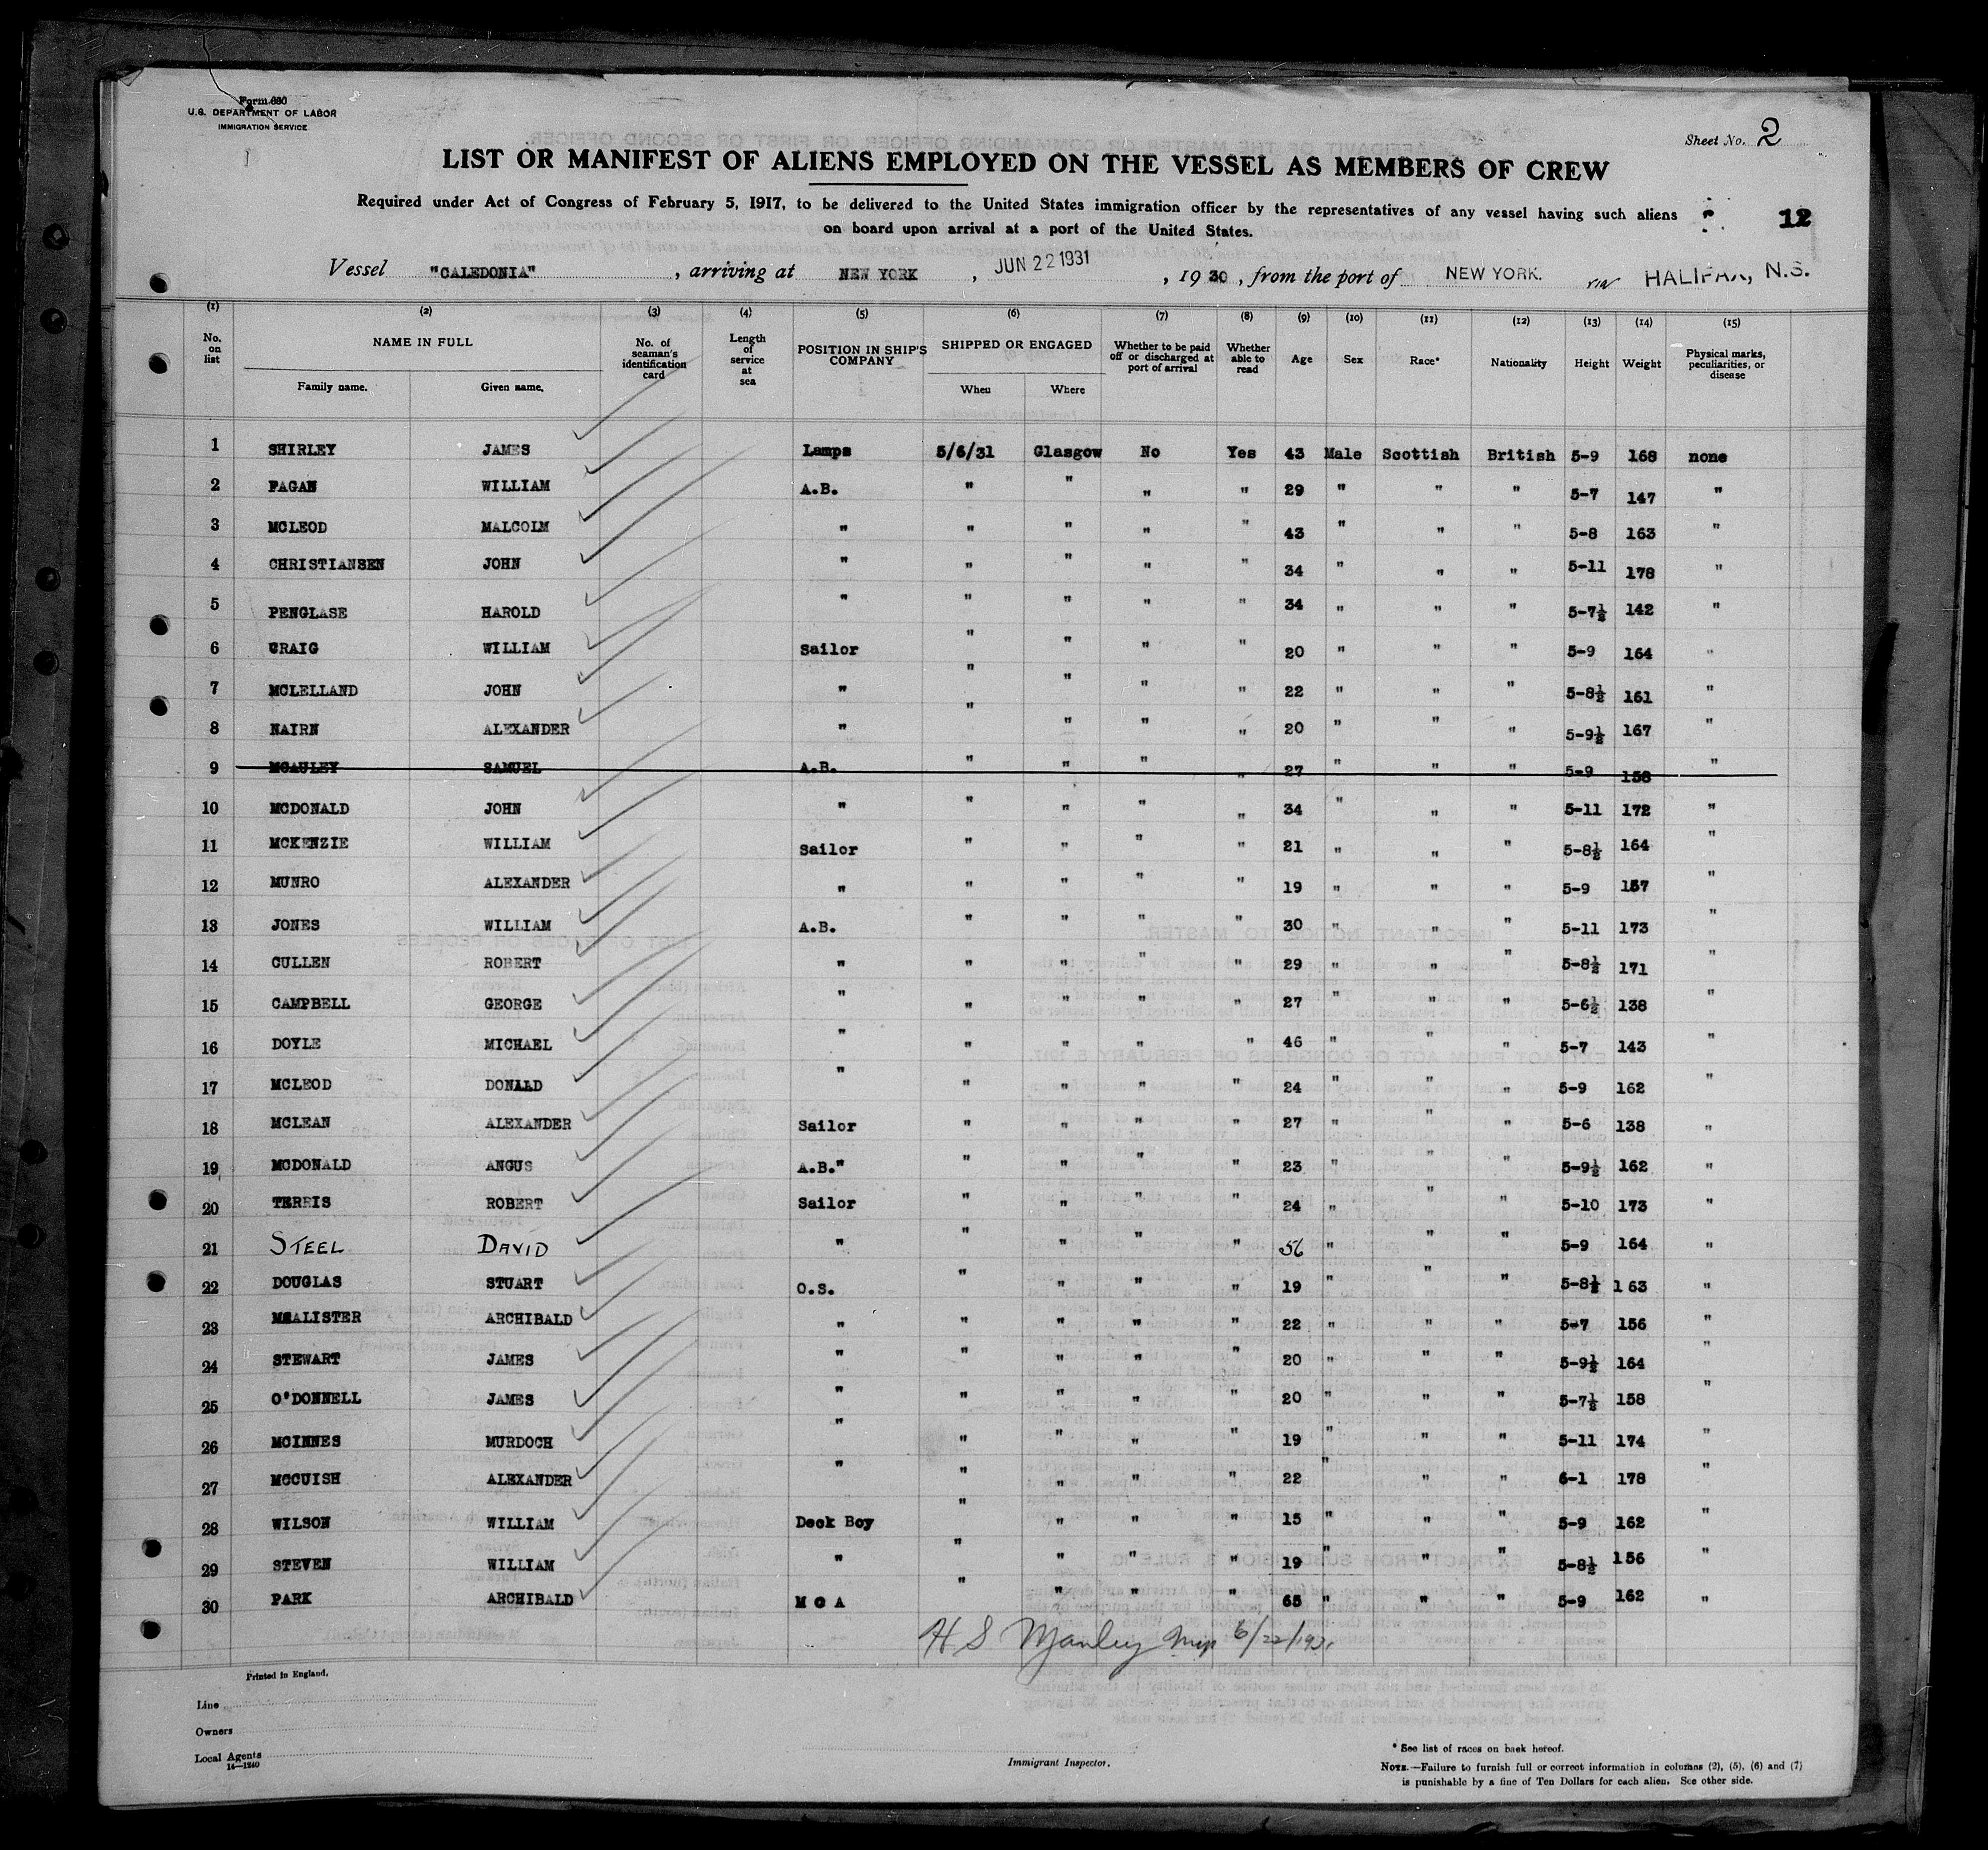 Form 680
U.S. DEPARTMENT OF LABOR
IMMIGRATION SERVICE
Sheet No. 2
LIST OR MANIFEST OF ALIENS EMPLOYED ON THE VESSEL AS MEMBERS OF CREW
Required under Act of Congress of February 5, 1917, to be delivered to the United States immigration officer by the representatives of any vessel having such aliens
on board upon arrival at a port of the United States.
12
Vessel "CALEDONIA", arriving at NEW YORK, JUN 22 1931, 1930, from the port of NEW YORK. via HALIFAX, N.S.
(1) (2) (3) (4) (5) (6) (7) (8) (9) (10) (11) (12) (13) (14) (15)
No. on list NAME IN FULL Family name. Given name. No. of seaman's identification card Length of service at sea POSITION IN SHIP'S COMPANY SHIPPED OR ENGAGED When Where Whether to be paid off or discharged at port of arrival Whether able to read Age Sex Race* Nationality Height Weight Physical marks, peculiarities, or disease
1 SHIRLEY JAMES Lamps 5/6/31 Glasgow No Yes 43 Male Scottish British 5-9 168 none
2 FAGAN WILLIAM A.B. " " " " 29 " " " 5-7 147 "
3 MCLEOD MALCOLM " " " " " 43 " " " 5-8 163 "
4 CHRISTIANSEN JOHN " " " " " 34 " " " 5-11 178 "
5 PENGLASE HAROLD " " " " " 34 " " " 5-7½ 142 "
6 CRAIG WILLIAM Sailor " " " " 20 " " " 5-9 164 "
7 MCLELLAND JOHN " " " " " 22 " " " 5-8½ 161 "
8 NAIRN ALEXANDER " " " " " 20 " " " 5-9½ 167 "
9 MCAULEY SAMUEL A.B. " " " " 27 " " " 5-9 158 "
10 MCDONALD JOHN " " " " " 34 " " " 5-11 172 "
11 MCKENZIE WILLIAM Sailor " " " " 21 " " " 5-8½ 164 "
12 MUNRO ALEXANDER " " " " " 19 " " " 5-9 157 "
13 JONES WILLIAM A.B. " " " " 30 " " " 5-11 173 "
14 CULLEN ROBERT " " " " " 29 " " " 5-8½ 171 "
15 CAMPBELL GEORGE " " " " " 27 " " " 5-6½ 138 "
16 DOYLE MICHAEL " " " " " 46 " " " 5-7 143 "
17 MCLEOD DONALD " " " " " 24 " " " 5-9 162 "
18 MCLEAN ALEXANDER Sailor " " " " 27 " " " 5-6 138 "
19 MCDONALD ANGUS A.B." " " " " 23 " " " 5-9½ 162 "
20 TERRIS ROBERT Sailor " " " " 24 " " " 5-10 173 "
21 STEEL DAVID " " " " " 56 " " " 5-9 164 "
22 DOUGLAS STUART O.S. " " " " 19 " " " 5-8½ 163 "
23 MCALISTER ARCHIBALD " " " " " 22 " " " 5-7 156 "
24 STEWART JAMES " " " " " 20 " " " 5-9½ 164 "
25 O'DONNELL JAMES " " " " " 20 " " " 5-7½ 158 "
26 MCINNES MURDOCH " " " " " 19 " " " 5-11 174 "
27 MCCUISH ALEXANDER " " " " " 22 " " " 6-1 178 "
28 WILSON WILLIAM Deck Boy " " " " 15 " " " 5-9 162 "
29 STEVEN WILLIAM " " " " " 19 " " " 5-8½ 156 "
30 PARK ARCHIBALD M C A " " " " 65 " " " 5-9 162 "
H S Manley Insp 6/22/1931
Printed in England.
Line
Owners
Local Agents
14—1240
Immigrant Inspector.
* See list of races on back hereof.
NOTE.—Failure to furnish full or correct information in columns (2), (5), (6) and (7)
is punishable by a fine of Ten Dollars for each alien. See other side.